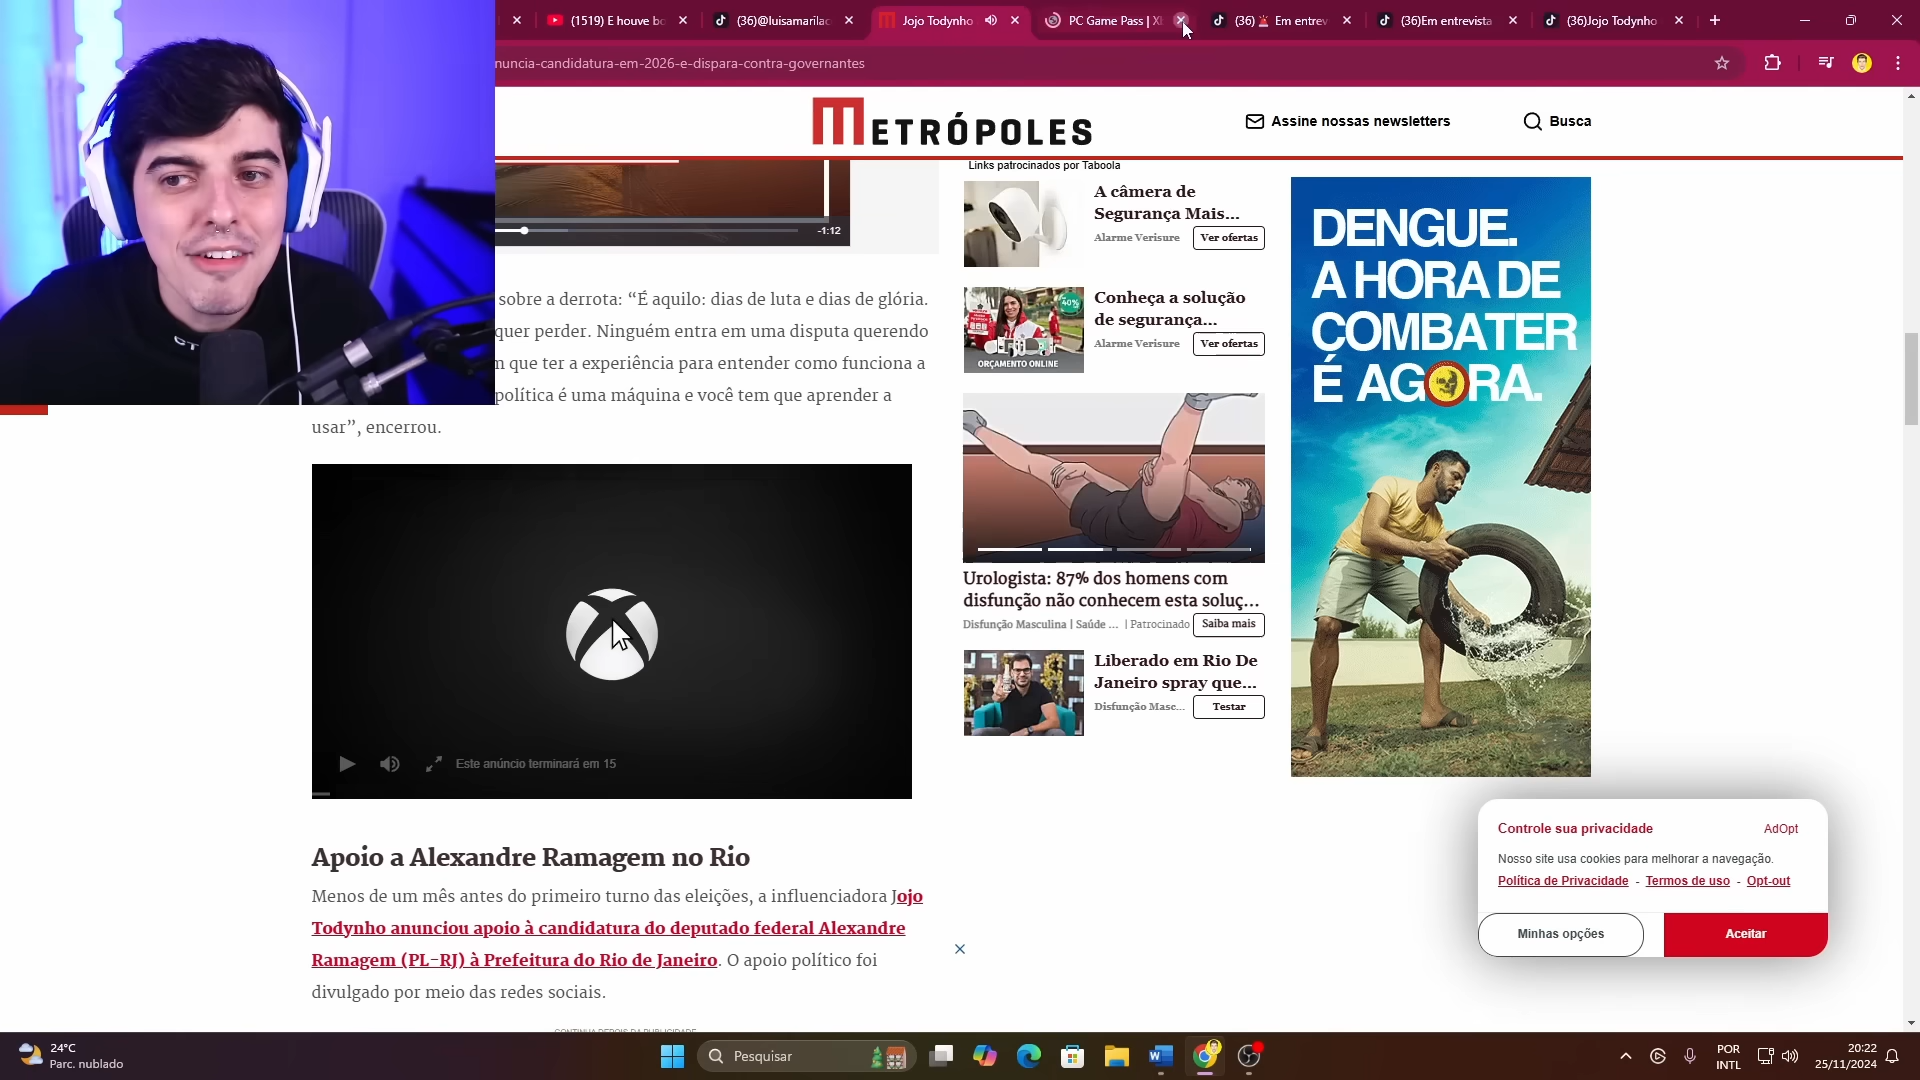 (1519) E houve bo
(36)@luisamarilac
Jojo Todynho
PC Game Pass | X
(36)🚨 Em entrev
(36)Em entrevista
(36)Jojo Todynho
nuncia-candidatura-em-2026-e-dispara-contra-governantes
METRÓPOLES
Assine nossas newsletters
Busca
-1:12
sobre a derrota: “É aquilo: dias de luta e dias de glória.
quer perder. Ninguém entra em uma disputa querendo
que ter a experiência para entender como funciona a
política é uma máquina e você tem que aprender a
usar”, encerrou.
Este anúncio terminará em 15
Apoio a Alexandre Ramagem no Rio
Menos de um mês antes do primeiro turno das eleições, a influenciadora Jojo
Todynho anunciou apoio à candidatura do deputado federal Alexandre
Ramagem (PL-RJ) à Prefeitura do Rio de Janeiro. O apoio político foi
divulgado por meio das redes sociais.
CONTINUA DEPOIS DA PUBLICIDADE
Links patrocinados por Taboola
A câmera de
Segurança Mais...
Alarme Verisure
Ver ofertas
40%
ORÇAMENTO ONLINE
Conheça a solução
de segurança...
Alarme Verisure
Ver ofertas
Urologista: 87% dos homens com
disfunção não conhecem esta soluç...
Disfunção Masculina | Saúde ... | Patrocinado
Saiba mais
Liberado em Rio De
Janeiro spray que...
Disfunção Masc...
Testar
DENGUE.
A HORA DE
COMBATER
É AGORA.
Controle sua privacidade
AdOpt
Nosso site usa cookies para melhorar a navegação.
Política de Privacidade - Termos de uso - Opt-out
Minhas opções
Aceitar
24°C
Parc. nublado
Pesquisar
POR
INTL
20:22
25/11/2024